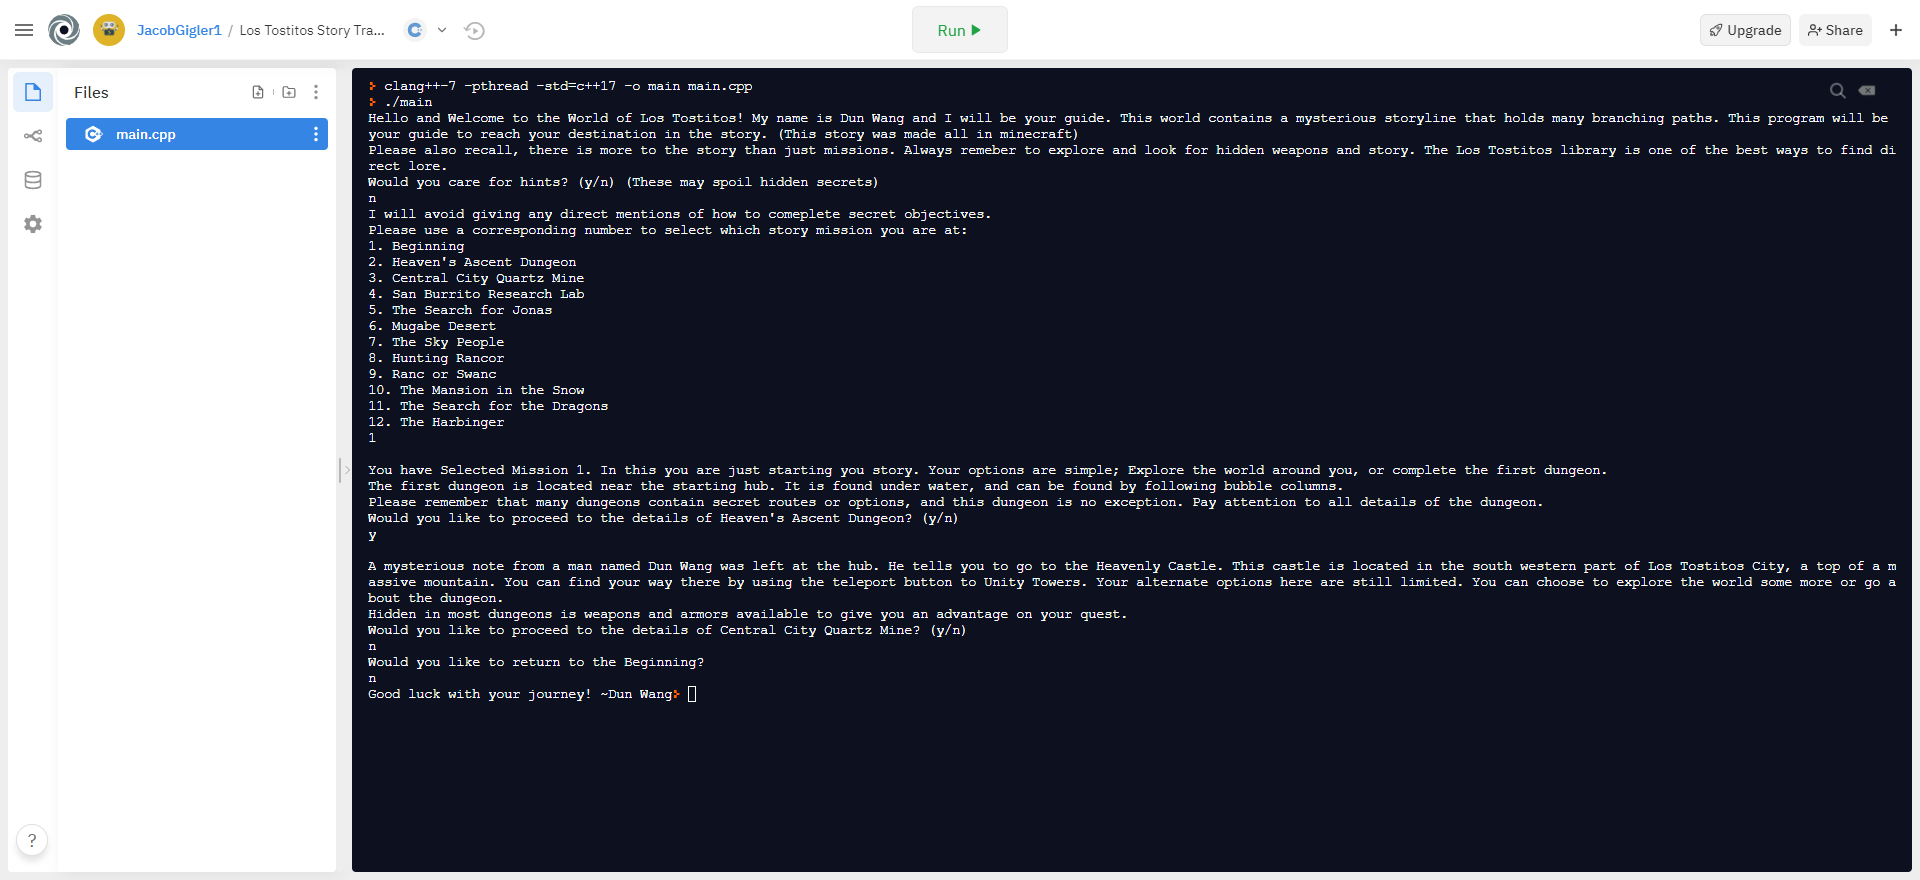 JacobGigler1 / Los Tostitos Story Tra...
Run
Upgrade
Share
Files
main.cpp
clang++-7 -pthread -std=c++17 -o main main.cpp
./main
Hello and Welcome to the World of Los Tostitos! My name is Dun Wang and I will be your guide. This world contains a mysterious storyline that holds many branching paths. This program will be
your guide to reach your destination in the story. (This story was made all in minecraft)
Please also recall, there is more to the story than just missions. Always remeber to explore and look for hidden weapons and story. The Los Tostitos library is one of the best ways to find di
rect lore.
Would you care for hints? (y/n) (These may spoil hidden secrets)
n
I will avoid giving any direct mentions of how to comeplete secret objectives.
Please use a corresponding number to select which story mission you are at:
1. Beginning
2. Heaven's Ascent Dungeon
3. Central City Quartz Mine
4. San Burrito Research Lab
5. The Search for Jonas
6. Mugabe Desert
7. The Sky People
8. Hunting Rancor
9. Ranc or Swanc
10. The Mansion in the Snow
11. The Search for the Dragons
12. The Harbinger
1
You have Selected Mission 1. In this you are just starting you story. Your options are simple; Explore the world around you, or complete the first dungeon.
The first dungeon is located near the starting hub. It is found under water, and can be found by following bubble columns.
Please remember that many dungeons contain secret routes or options, and this dungeon is no exception. Pay attention to all details of the dungeon.
Would you like to proceed to the details of Heaven's Ascent Dungeon? (y/n)
y
A mysterious note from a man named Dun Wang was left at the hub. He tells you to go to the Heavenly Castle. This castle is located in the south western part of Los Tostitos City, a top of a m
assive mountain. You can find your way there by using the teleport button to Unity Towers. Your alternate options here are still limited. You can choose to explore the world some more or go a
bout the dungeon.
Hidden in most dungeons is weapons and armors available to give you an advantage on your quest.
Would you like to proceed to the details of Central City Quartz Mine? (y/n)
n
Would you like to return to the Beginning?
n
Good luck with your journey! ~Dun Wang
?